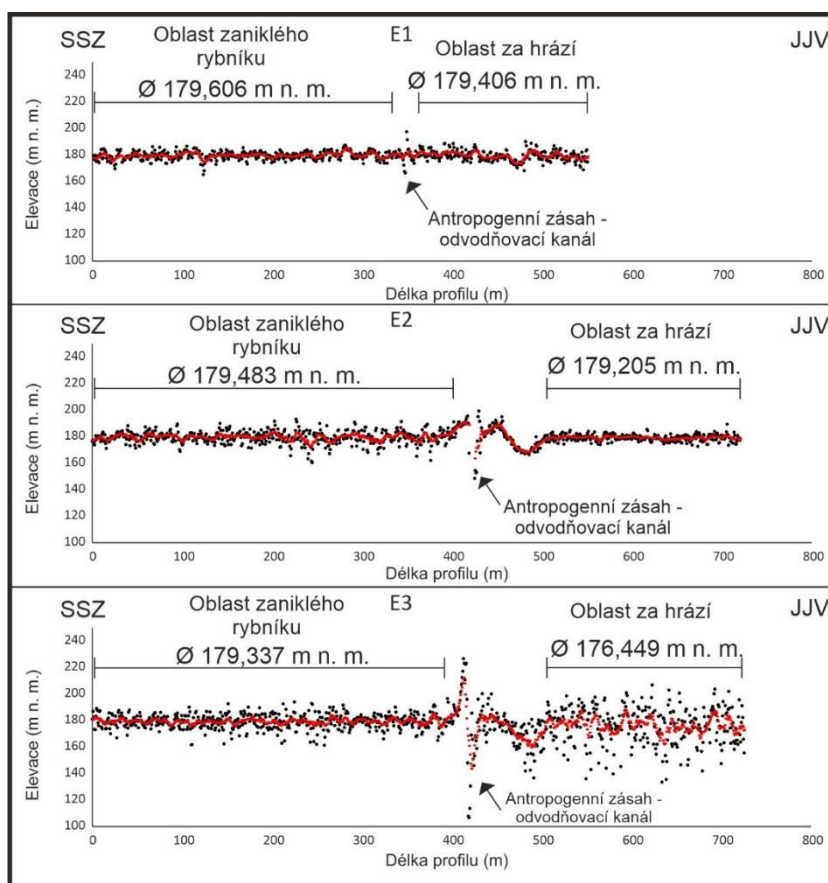 SSZ
Oblast zaniklého
rybníku
E1
Oblast za hrází
JJV
Ø 179,606 m n. m.
Ø 179,406 m n. m.
Elevace (m n. m.)
240
220
200
180
160
140
120
100
Antropogenní zásah -
odvodňovací kanál
0 100 200 300 400 500 600 700 800
Délka profilu (m)
SSZ
Oblast zaniklého
rybníku
E2
Oblast za hrází
JJV
Ø 179,483 m n. m.
Ø 179,205 m n. m.
Elevace (m n. m.)
240
220
200
180
160
140
120
100
Antropogenní zásah -
odvodňovací kanál
0 100 200 300 400 500 600 700 800
Délka profilu (m)
SSZ
Oblast zaniklého
rybníku
E3
Oblast za hrází
JJV
Ø 179,337 m n. m.
Ø 176,449 m n. m.
Elevace (m n. m.)
240
220
200
180
160
140
120
100
Antropogenní zásah -
odvodňovací kanál
0 100 200 300 400 500 600 700 800
Délka profilu (m)